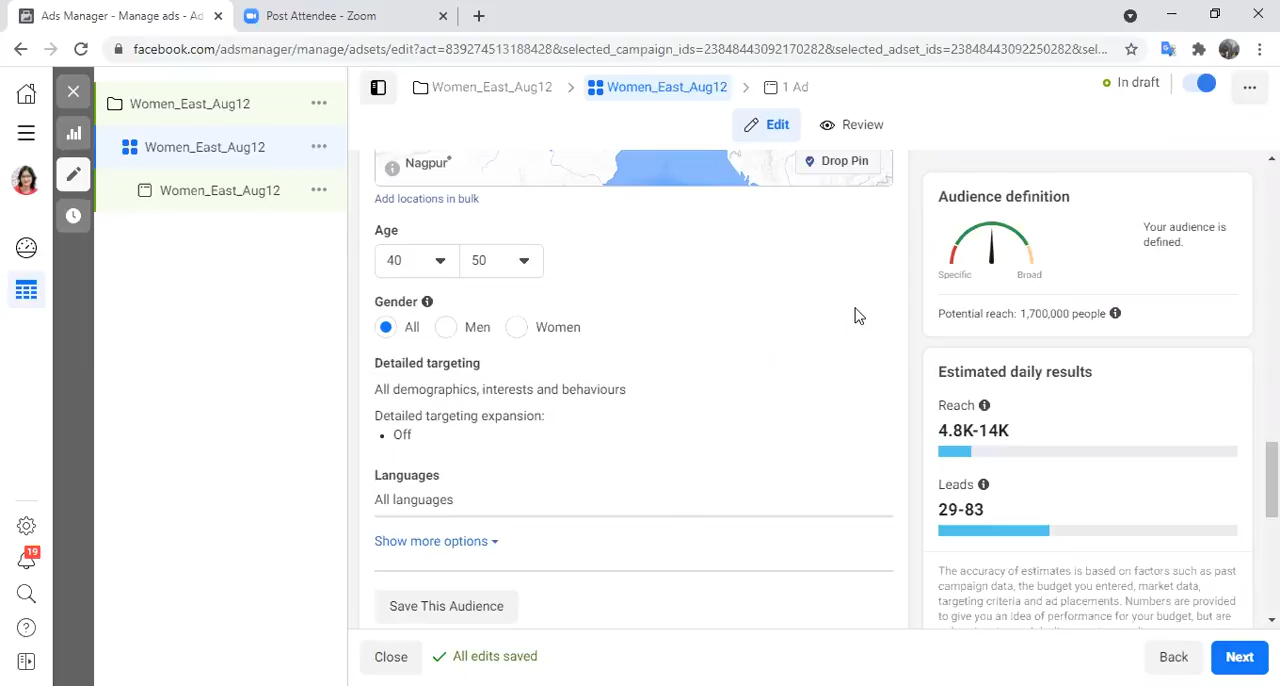 Ads Manager - Manage ads - Ad
Post Attendee - Zoom
facebook.com/adsmanager/manage/adsets/edit?act=839274513188428&selected_campaign_ids=23848443092170282&selected_adset_ids=23848443092250282&sel...
Women_East_Aug12
Women_East_Aug12
Women_East_Aug12
19
Women_East_Aug12
Women_East_Aug12
1 Ad
In draft
Edit
Review
Nagpur
Drop Pin
Add locations in bulk
Age
40
50
Gender
All
Men
Women
Detailed targeting
All demographics, interests and behaviours
Detailed targeting expansion:
• Off
Languages
All languages
Show more options
Save This Audience
Close
All edits saved
Back
Next
Audience definition
Your audience is
defined.
Specific
Broad
Potential reach: 1,700,000 people
Estimated daily results
Reach
4.8K-14K
Leads
29-83
The accuracy of estimates is based on factors such as past
campaign data, the budget you entered, market data,
targeting criteria and ad placements. Numbers are provided
to give you an idea of performance for your budget, but are